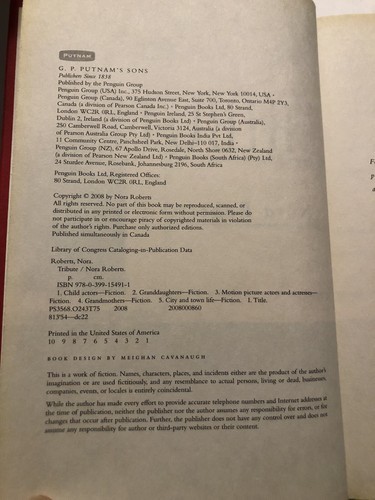 PUTNAM
G. P. PUTNAM'S SONS
Publishers Since 1838
Published by the Penguin Group
Penguin Group (USA) Inc., 375 Hudson Street, New York, New York 10014, USA •
Penguin Group (Canada), 90 Eglinton Avenue East, Suite 700, Toronto, Ontario M4P 2Y3,
Canada (a division of Pearson Canada Inc.) • Penguin Books Ltd, 80 Strand,
London WC2R 0RL, England • Penguin Ireland, 25 St Stephen's Green,
Dublin 2, Ireland (a division of Penguin Books Ltd) • Penguin Group (Australia),
250 Camberwell Road, Camberwell, Victoria 3124, Australia (a division
of Pearson Australia Group Pty Ltd) • Penguin Books India Pvt Ltd,
11 Community Centre, Panchsheel Park, New Delhi–110 017, India •
Penguin Group (NZ), 67 Apollo Drive, Rosedale, North Shore 0632, New Zealand
(a division of Pearson New Zealand Ltd) • Penguin Books (South Africa) (Pty) Ltd,
24 Sturdee Avenue, Rosebank, Johannesburg 2196, South Africa
Penguin Books Ltd, Registered Offices:
80 Strand, London WC2R 0RL, England
Copyright © 2008 by Nora Roberts
All rights reserved. No part of this book may be reproduced, scanned, or
distributed in any printed or electronic form without permission. Please do
not participate in or encourage piracy of copyrighted materials in violation
of the author's rights. Purchase only authorized editions.
Published simultaneously in Canada
Library of Congress Cataloging-in-Publication Data
Roberts, Nora.
Tribute / Nora Roberts.
p. cm.
ISBN 978-0-399-15491-1
1. Child actors—Fiction. 2. Granddaughters—Fiction. 3. Motion picture actors and actresses—
Fiction. 4. Grandmothers—Fiction. 5. City and town life—Fiction. I. Title.
PS3568.O243T75 2008 2008000860
813'54—dc22
Printed in the United States of America
10 9 8 7 6 5 4 3 2 1
BOOK DESIGN BY MEIGHAN CAVANAUGH
This is a work of fiction. Names, characters, places, and incidents either are the product of the author's
imagination or are used fictitiously, and any resemblance to actual persons, living or dead, businesses,
companies, events, or locales is entirely coincidental.
While the author has made every effort to provide accurate telephone numbers and Internet addresses at
the time of publication, neither the publisher nor the author assumes any responsibility for errors, or for
changes that occur after publication. Further, the publisher does not have any control over and does not
assume any responsibility for author or third-party websites or their content.